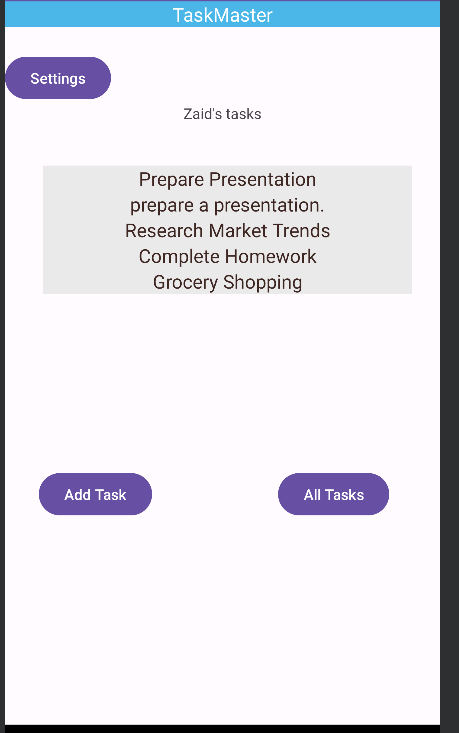 TaskMaster
Settings
Zaid's tasks
Prepare Presentation
prepare a presentation.
Research Market Trends
Complete Homework
Grocery Shopping
Add Task
All Tasks